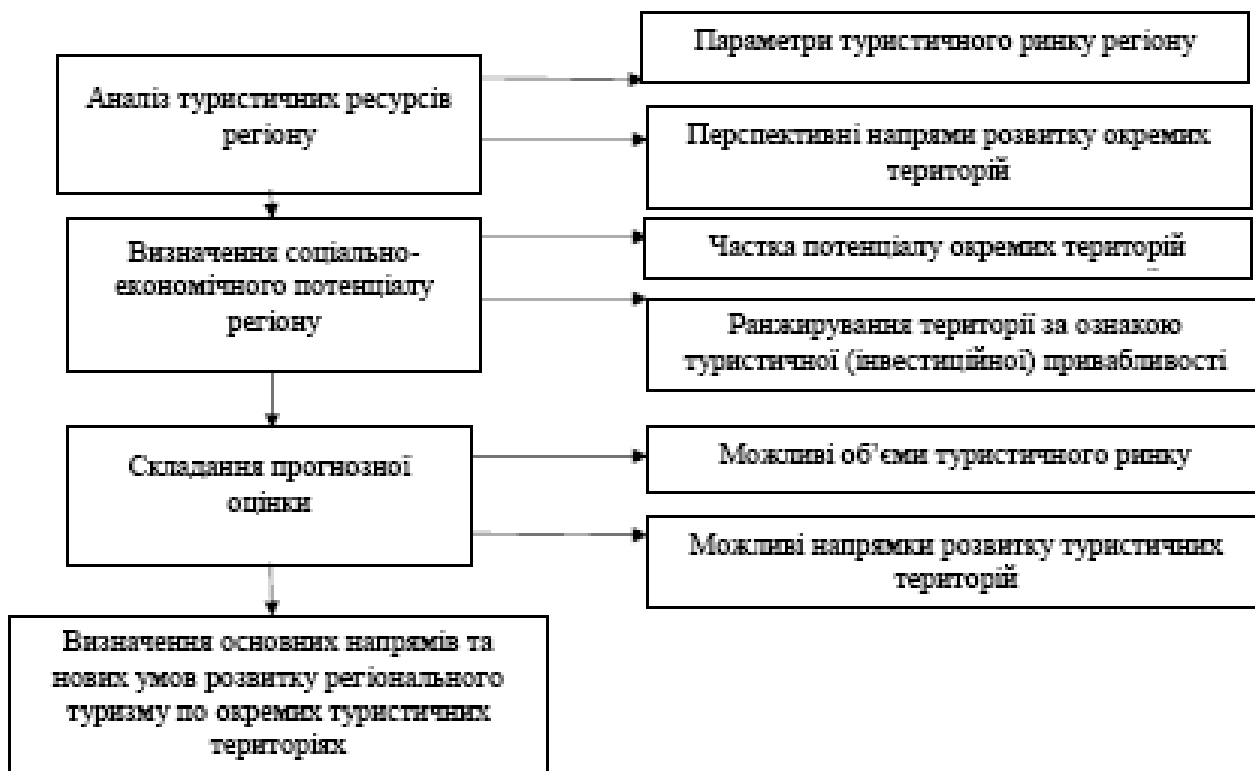 Параметри туристичного ринку регіону
Аналіз туристичних ресурсів
регіону
Перспективні напрями розвитку окремих
територій
Визначення соціально-
економічного потенціалу
регіону
Частка потенціалу окремих територій
Ранжирування території за ознакою
туристичної (інвестиційної) привабливості
Складання прогнозної
оцінки
Можливі об’єми туристичного ринку
Можливі напрямки розвитку туристичних
територій
Визначення основних напрямів та
нових умов розвитку регіонального
туризму по окремих туристичних
територіях